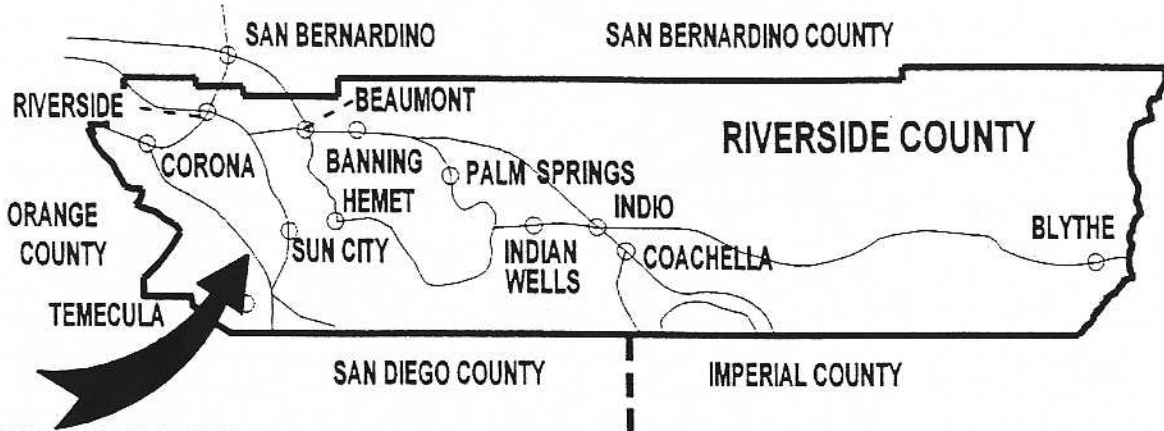 SAN BERNARDINO
SAN BERNARDINO COUNTY
RIVERSIDE
BEAUMONT
RIVERSIDE COUNTY
CORONA
BANNING
PALM SPRINGS
HEMET
ORANGE
COUNTY
SUN CITY
INDIO
INDIAN
WELLS
COACHELLA
BLYTHE
TEMECULA
SAN DIEGO COUNTY
IMPERIAL COUNTY